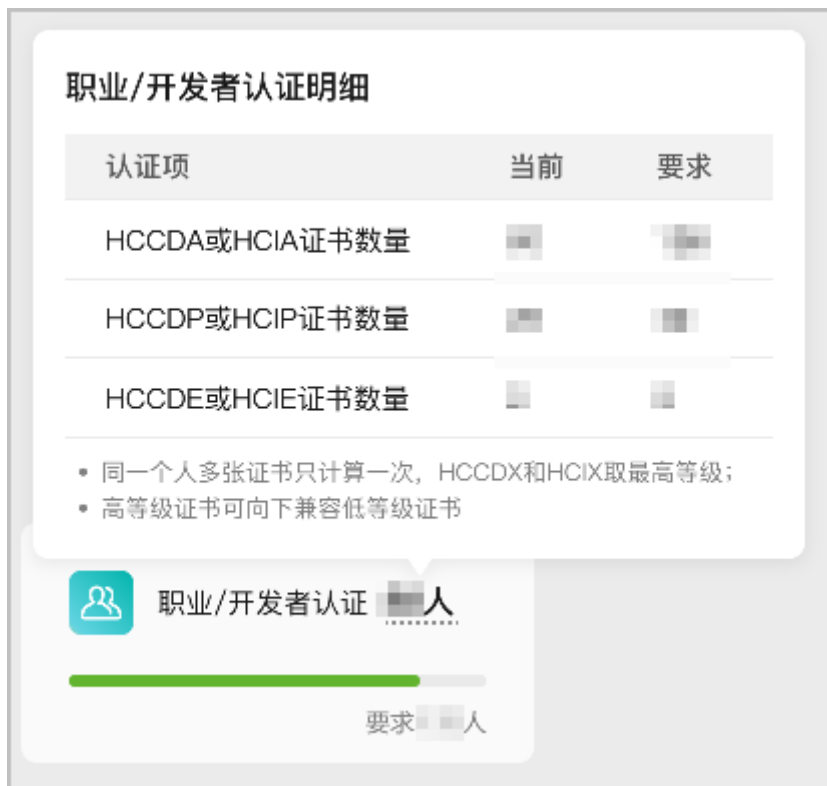 职业/开发者认证明细
认证项 当前 要求
HCCDA或HCIA证书数量
HCCDP或HCIP证书数量
HCCDE或HCIE证书数量
• 同一个人多张证书只计算一次，HCCDX和HCIX取最高等级；
• 高等级证书可向下兼容低等级证书
职业/开发者认证 人
要求 人